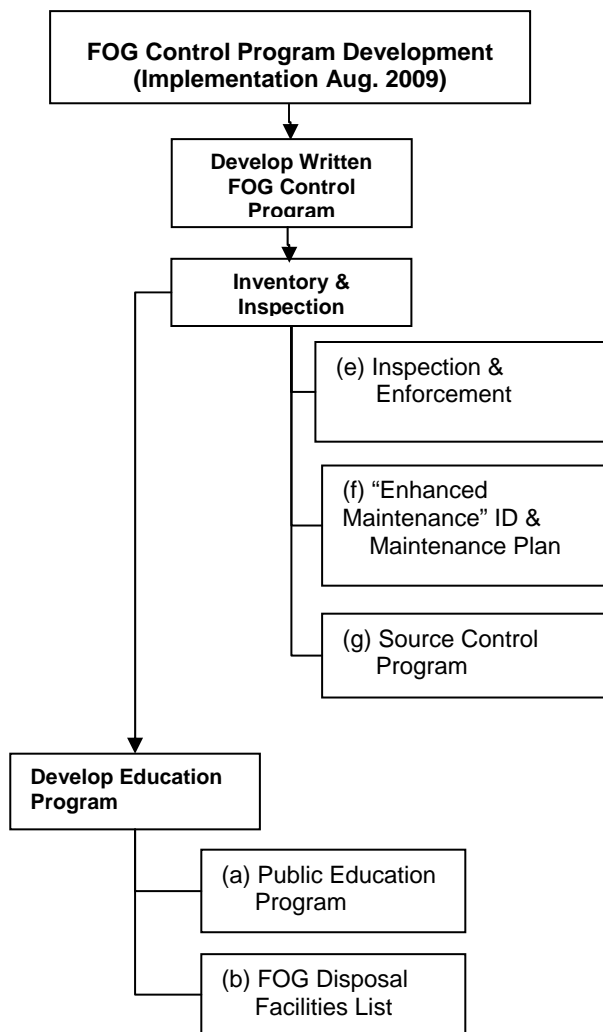 FOG Control Program Development
(Implementation Aug. 2009)
Develop Written
FOG Control
Program
Inventory &
Inspection
(e) Inspection &
Enforcement
(f) “Enhanced
Maintenance” ID &
Maintenance Plan
(g) Source Control
Program
Develop Education
Program
(a) Public Education
Program
(b) FOG Disposal
Facilities List